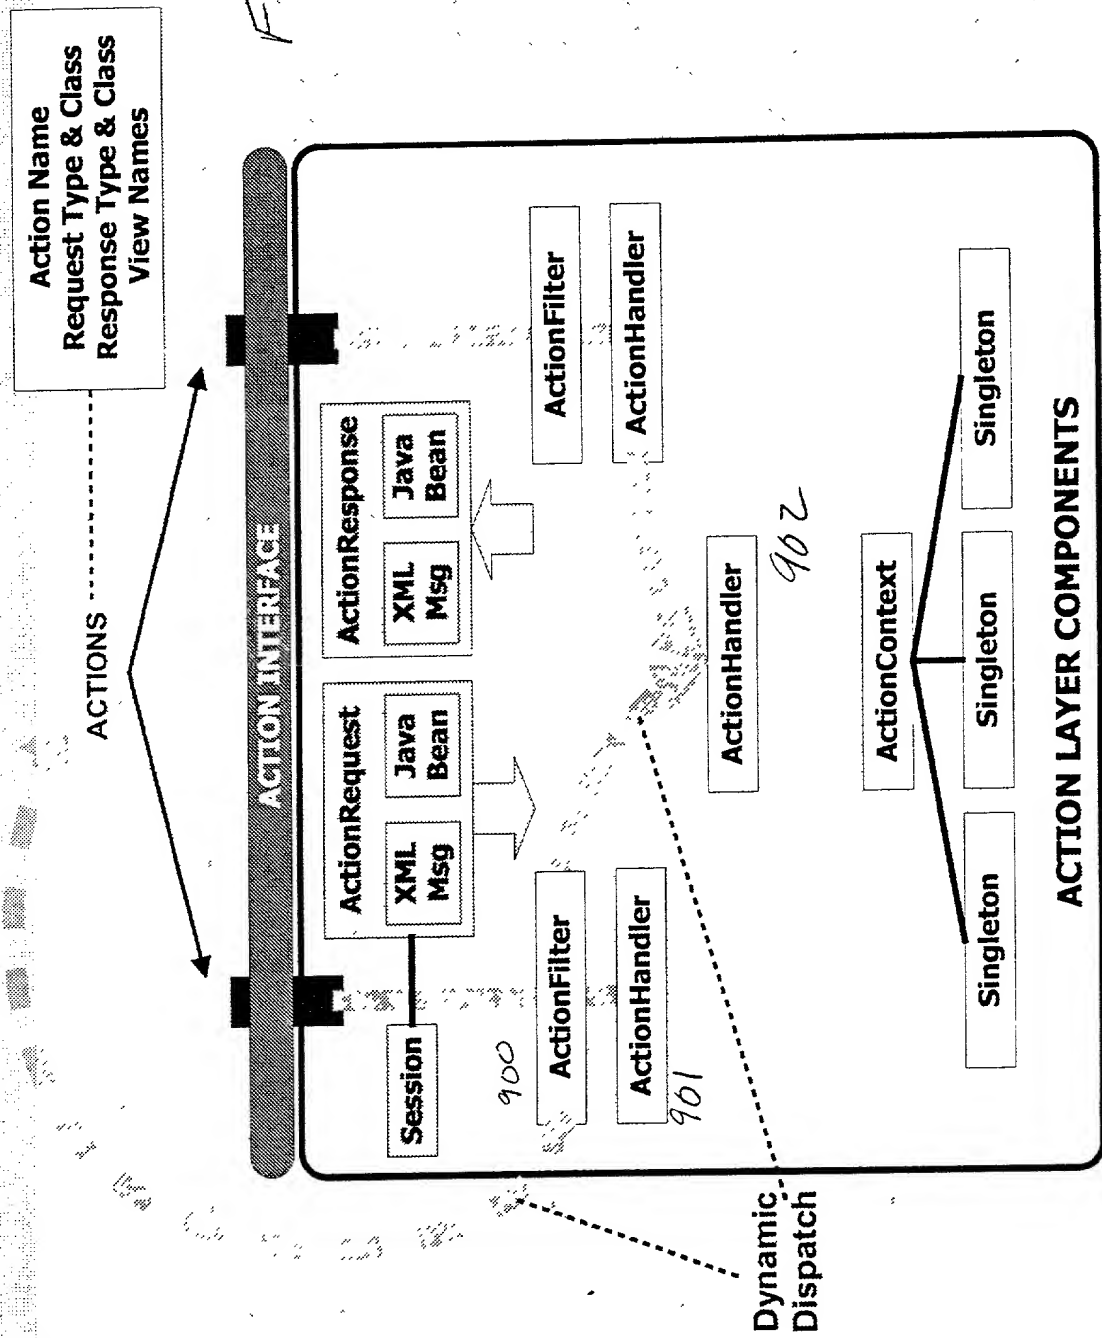 Action Name
Request Type & Class
Response Type & Class
View Names
ACTIONS
ACTION INTERFACE
Session
ActionRequest
XML
Msg
Java
Bean
ActionResponse
XML
Msg
Java
Bean
900
ActionFilter
ActionFilter
901
ActionHandler
ActionHandler
ActionHandler
902
Dynamic
Dispatch
ActionContext
Singleton
Singleton
Singleton
ACTION LAYER COMPONENTS